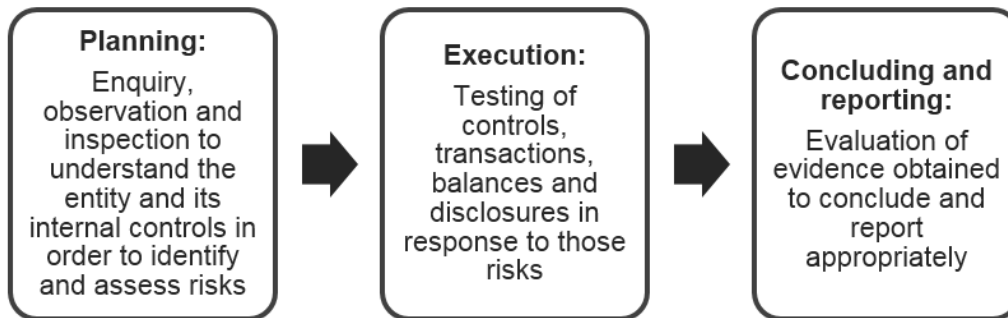 Planning:
Enquiry,
observation and
inspection to
understand the
entity and its
internal controls in
order to identify
and assess risks
Execution:
Testing of
controls,
transactions,
balances and
disclosures in
response to those
risks
Concluding and
reporting:
Evaluation of
evidence obtained
to conclude and
report
appropriately